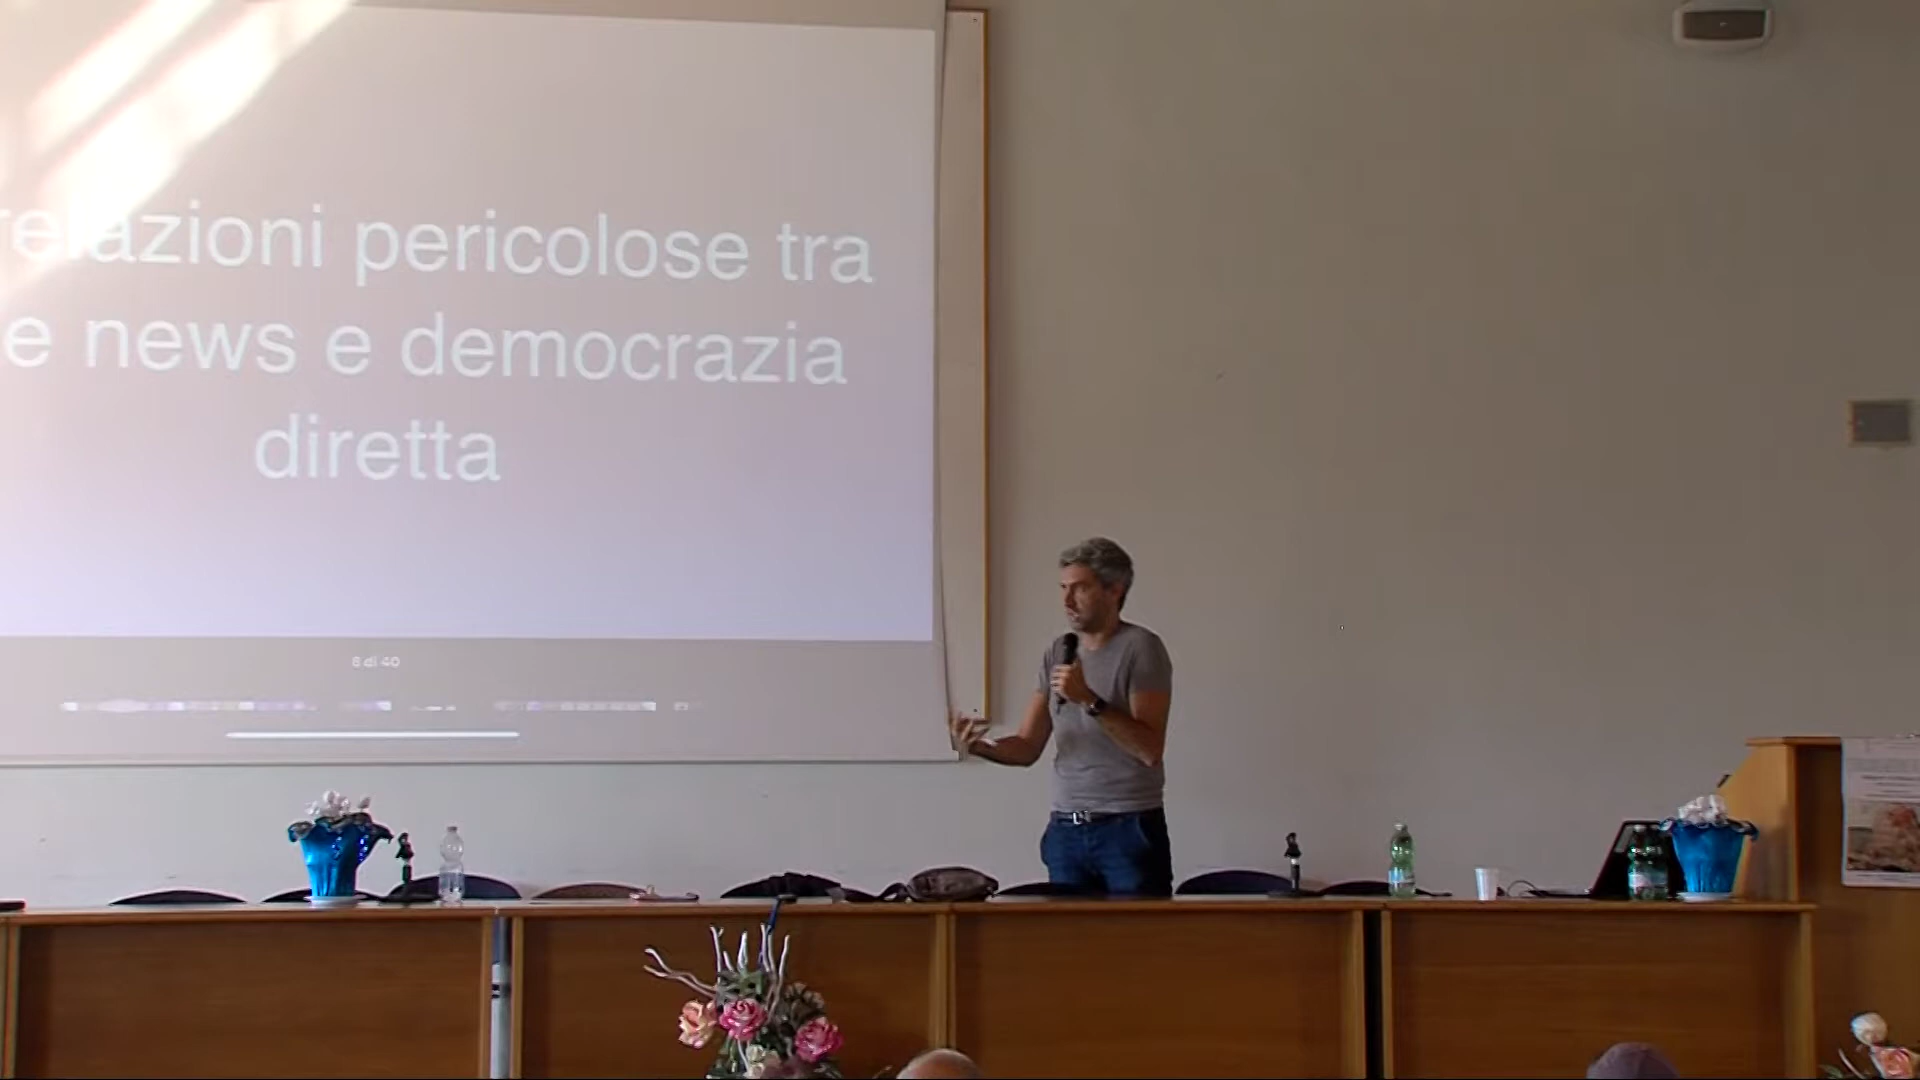 relazioni pericolose tra
e news e democrazia
diretta
8 di 40